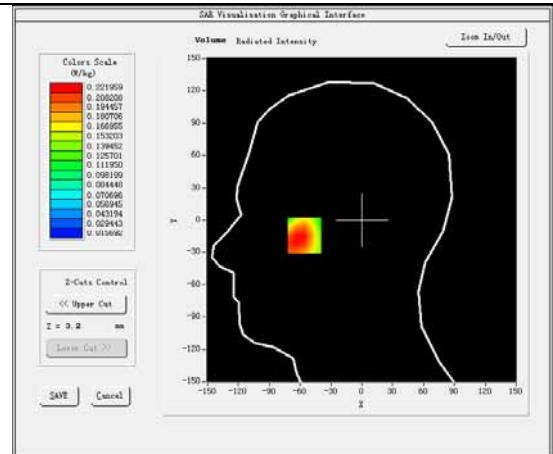 SAR Visualisation Graphical Interface
Volume Radiated Intensity
Zoom In/Out
Colors Scale
(W/kg)
0.221959
0.208208
0.194457
0.180706
0.166955
0.153203
0.139452
0.125701
0.111950
0.098199
0.084448
0.070696
0.056945
0.043194
0.029443
0.015692
Z-Cuts Control
<< Upper Cut
Z = 3.2 mm
Lower Cut >>
SAVE
Cancel
150
120
90
60
30
0
-30
-60
-90
-120
-150
Y
-150 -120 -90 -60 -30 0 30 60 90 120 150
X